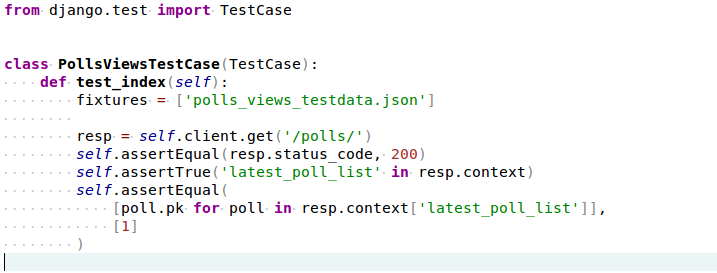 from django.test import TestCase
class PollsViewsTestCase(TestCase):
    def test_index(self):
        fixtures = ['polls_views_testdata.json']
        resp = self.client.get('/polls/')
        self.assertEqual(resp.status_code, 200)
        self.assertTrue('latest_poll_list' in resp.context)
        self.assertEqual(
            [poll.pk for poll in resp.context['latest_poll_list']],
            [1]
        )